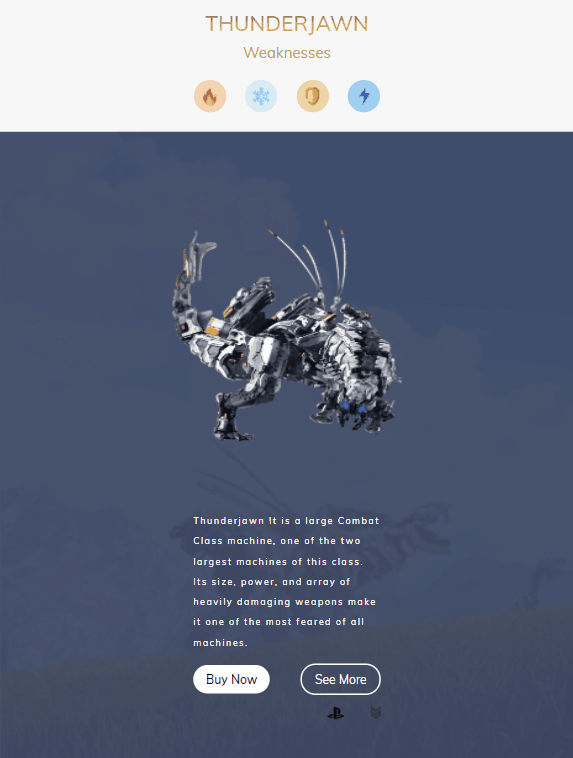 THUNDERJAWN
Weaknesses
Thunderjawn It is a large Combat
Class machine, one of the two
largest machines of this class.
Its size, power, and array of
heavily damaging weapons make
it one of the most feared of all
machines.
Buy Now See More